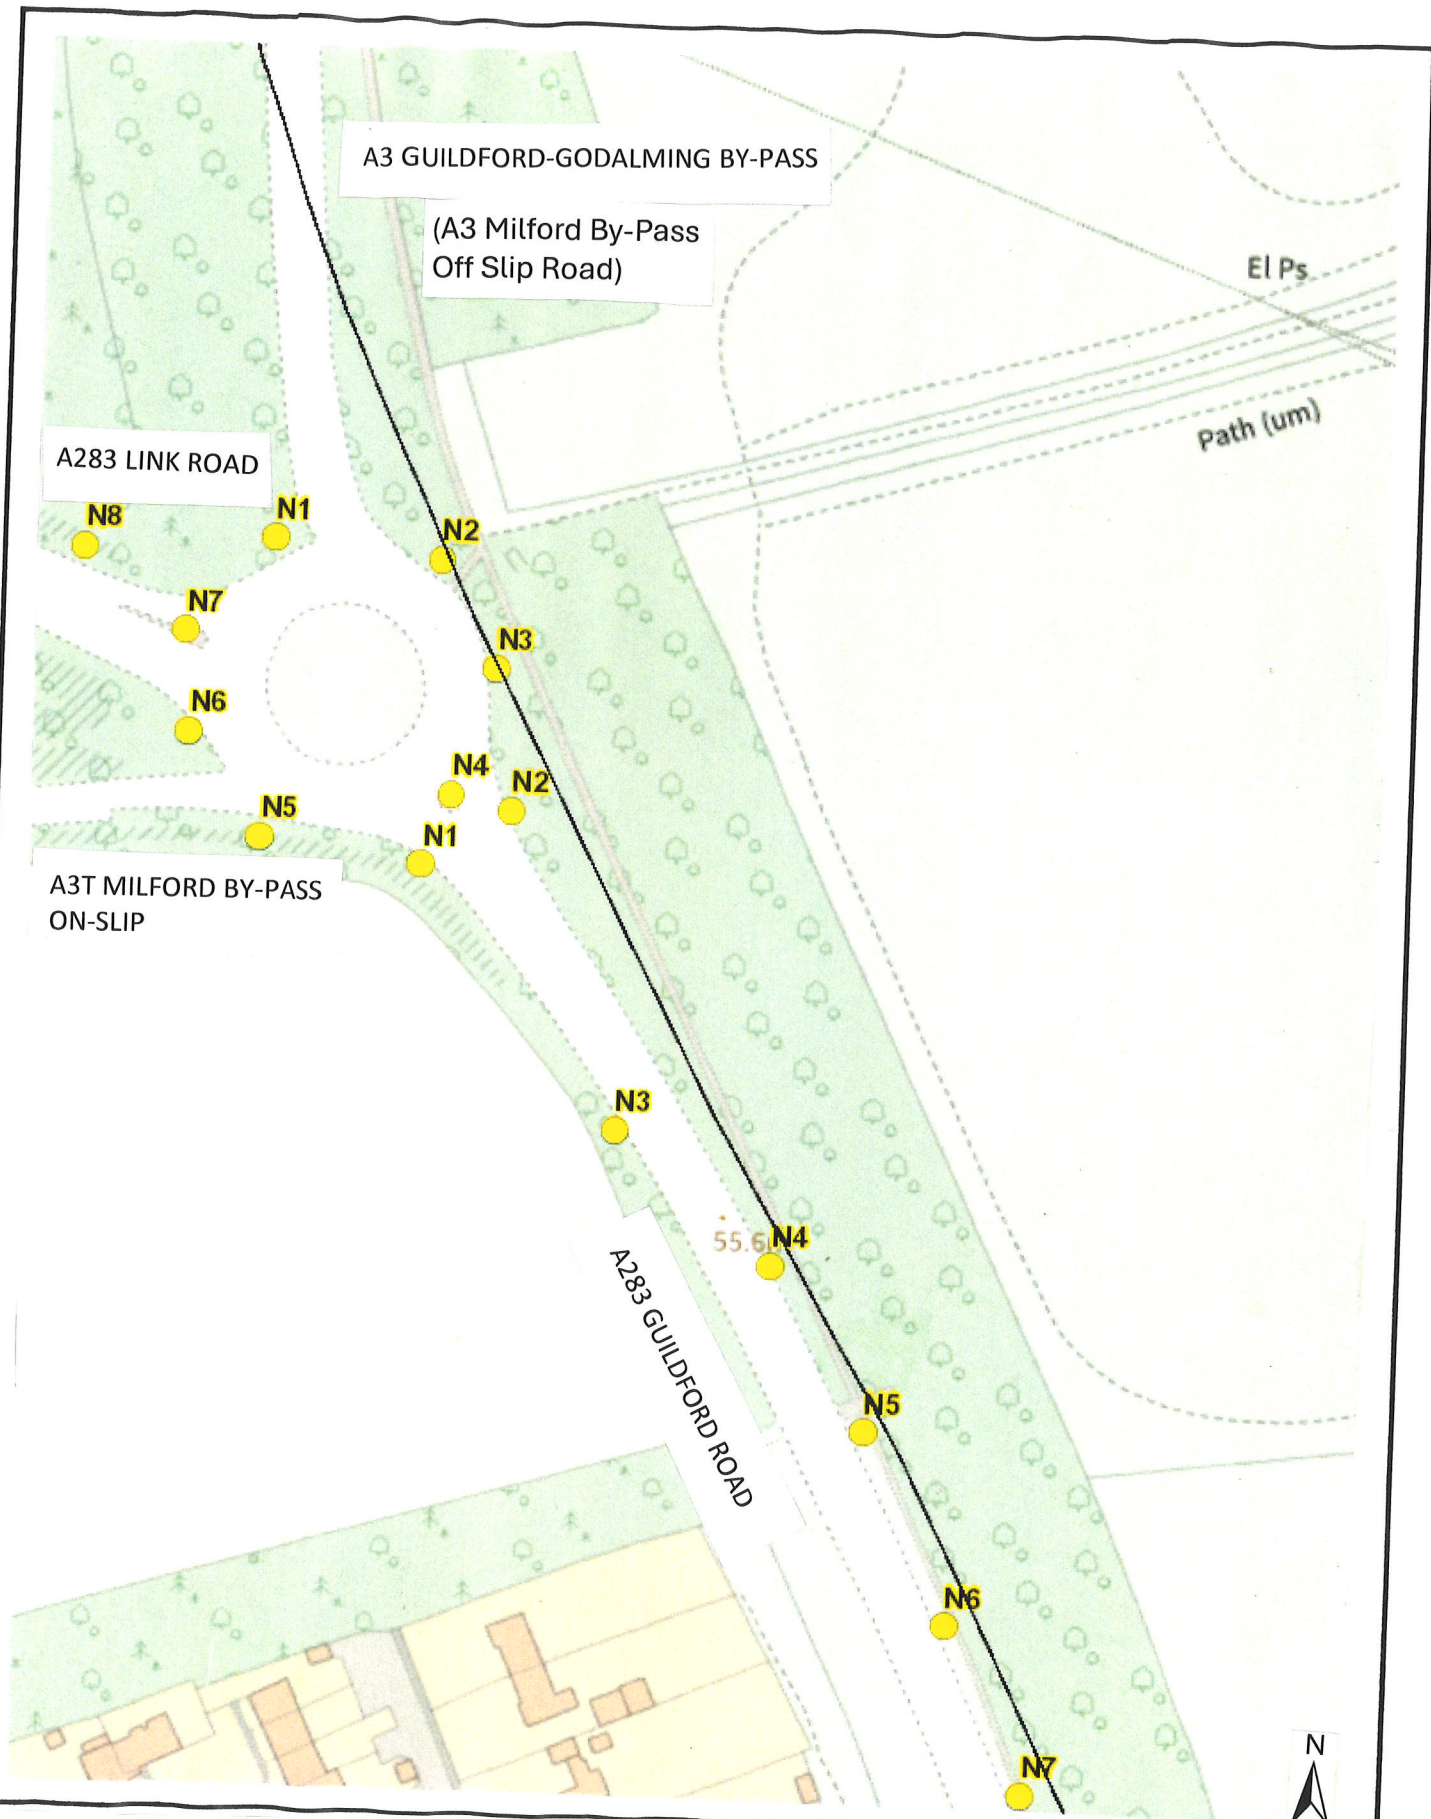 A3 GUILDFORD-GODALMING BY-PASS
(A3 Milford By-Pass
Off Slip Road)
El Ps
Path (um)
A283 LINK ROAD
N8
N1
N2
N7
N3
N6
N4
N2
N5
N1
A3T MILFORD BY-PASS
ON-SLIP
N3
55.6
N4
A283 GUILDFORD ROAD
N5
N6
N7
N